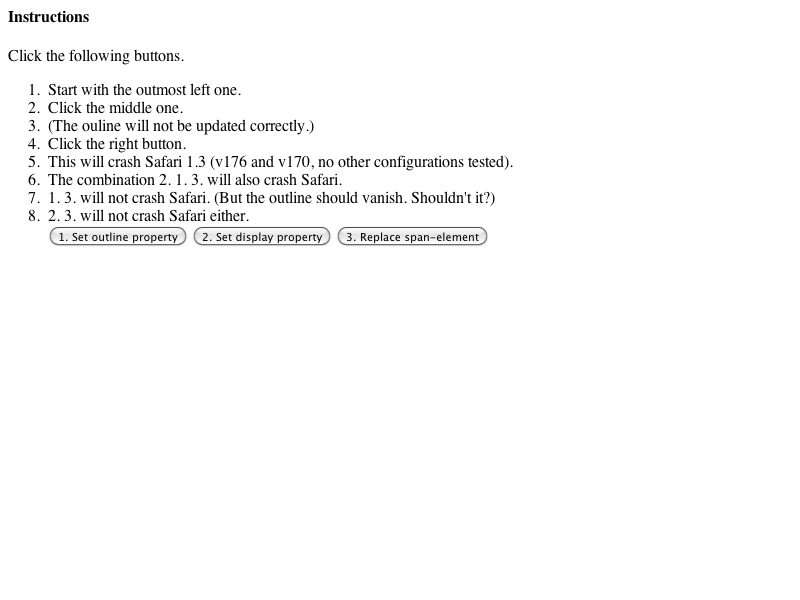 Instructions
Click the following buttons.
1. Start with the outmost left one.
2. Click the middle one.
3. (The ouline will not be updated correctly.)
4. Click the right button.
5. This will crash Safari 1.3 (v176 and v170, no other configurations tested).
6. The combination 2. 1. 3. will also crash Safari.
7. 1. 3. will not crash Safari. (But the outline should vanish. Shouldn't it?)
8. 2. 3. will not crash Safari either.
1. Set outline property 2. Set display property 3. Replace span-element